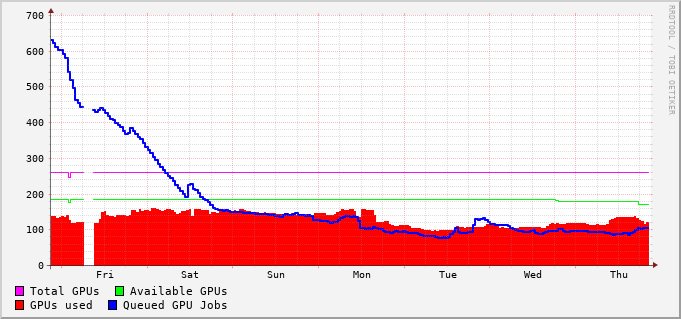 700
600
500
400
300
200
100
0
Fri Sat Sun Mon Tue Wed Thu
Total GPUs Available GPUs
GPUs used Queued GPU Jobs
RRDTOOL / TOBI OETIKER